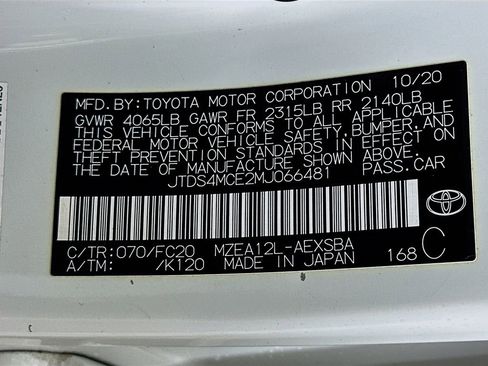 MFD.BY:TOYOTA MOTOR CORPORATION 10/20
GVWR 4065LB GAWR FR 2315LB RR 2140LB
THIS VEHICLE CONFORMS TO ALL APPLICABLE
FEDERAL MOTOR VEHICLE SAFETY,BUMPER,AND
THEFT PREVENTION STANDARDS IN EFFECT ON
THE DATE OF MANUFACTURE SHOWN ABOVE.
JTDS4MCE2MJ066481 PASS.CAR
C/TR:070/FC20 MZEA12L-AEXSBA
A/TM: /K120 MADE IN JAPAN 168 C